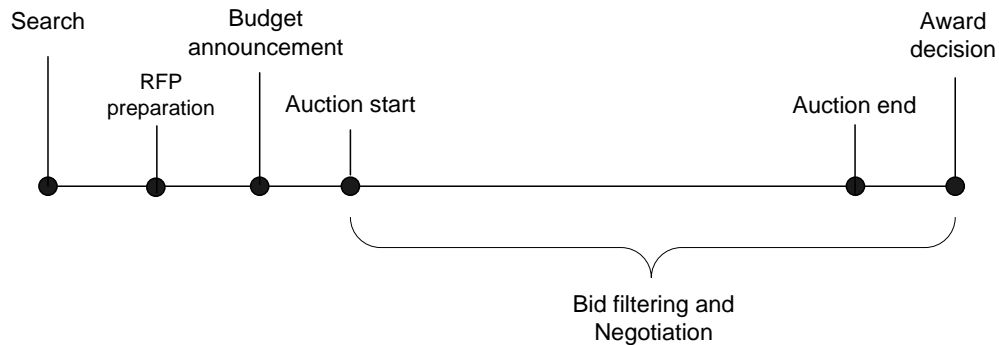 Search
RFP
preparation
Budget
announcement
Auction start
Auction end
Award
decision
Bid filtering and
Negotiation